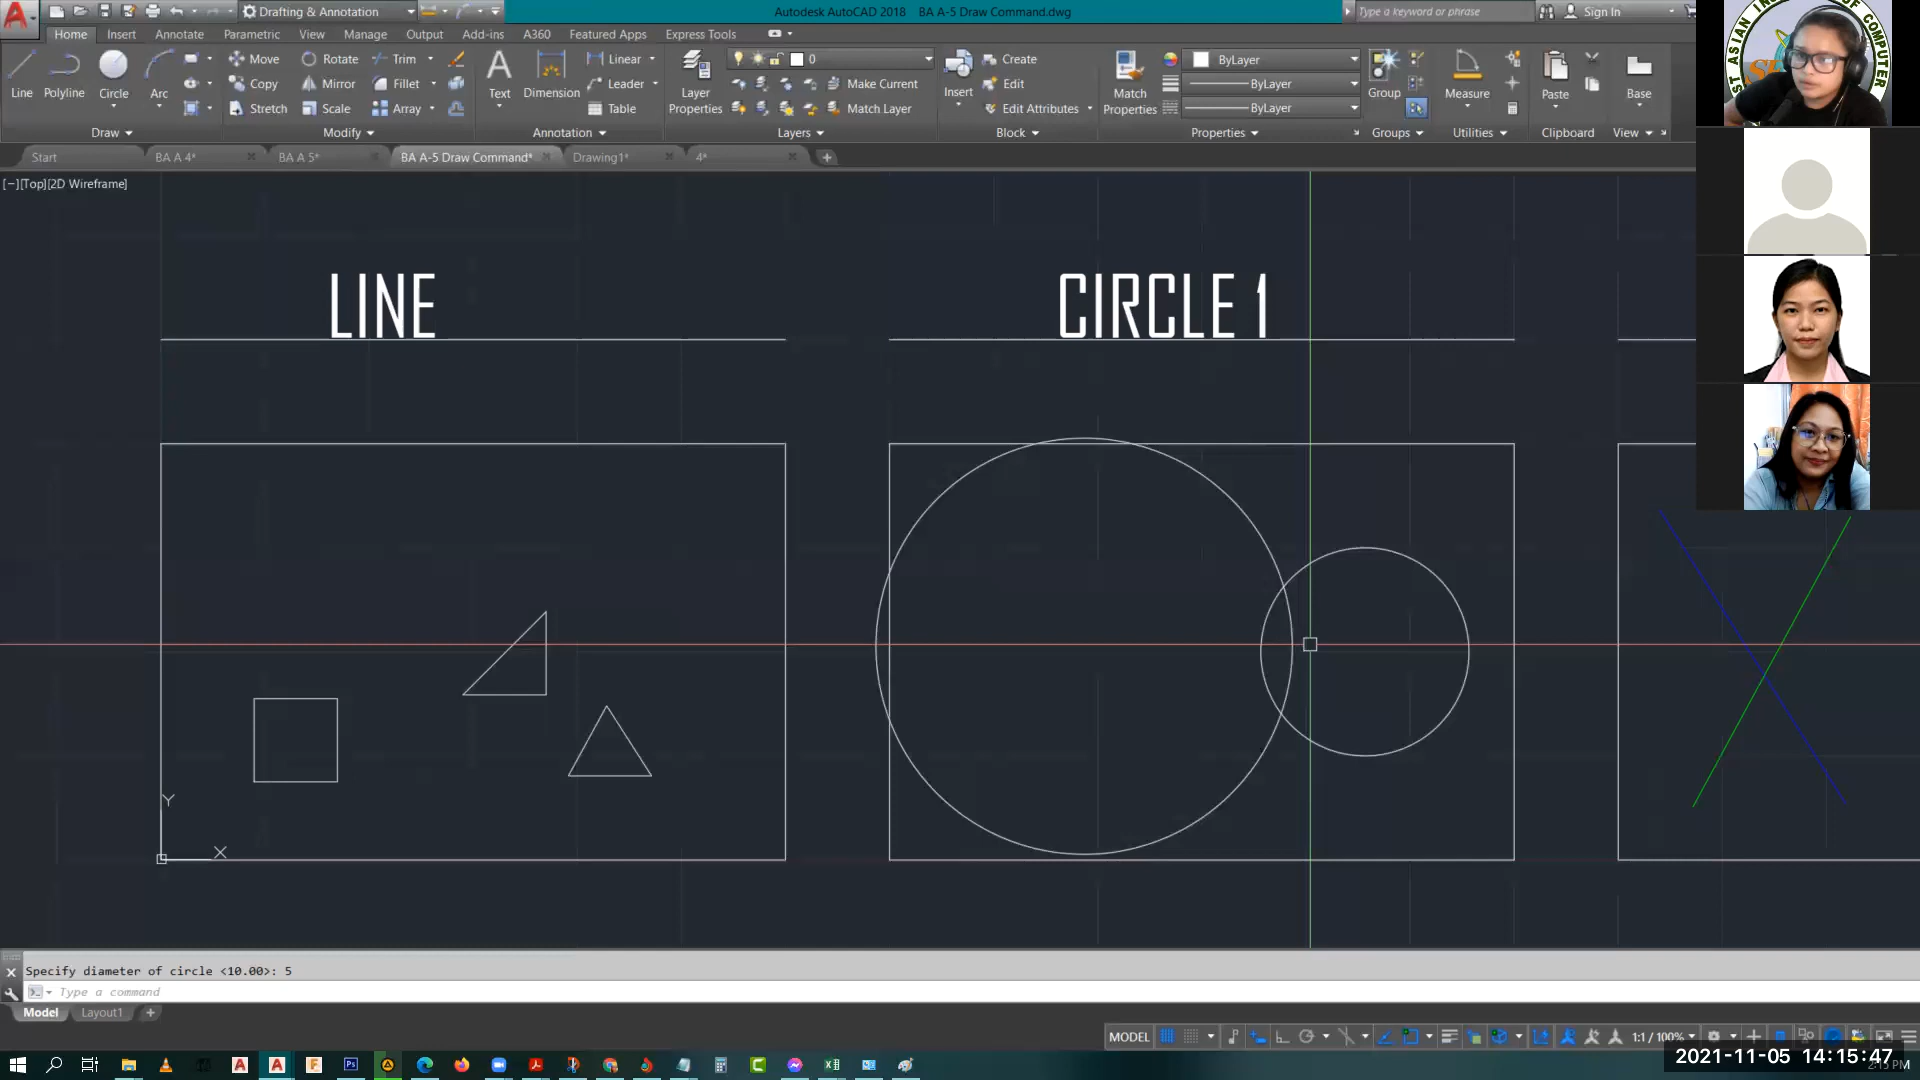 Drafting & Annotation
Autodesk AutoCAD 2018 BA A-5 Draw Command.dwg
Type a keyword or phrase
Sign In
Home Insert Annotate Parametric View Manage Output Add-ins A360 Featured Apps Express Tools
Line Polyline Circle Arc
Move Rotate Trim
Copy Mirror Fillet
Stretch Scale Array
Text Dimension
Linear
Leader
Table
Layer Properties
0
Make Current
Match Layer
Insert
Create
Edit
Edit Attributes
Match Properties
ByLayer
ByLayer
ByLayer
Group Measure Paste Base
Draw Modify Annotation Layers Block Properties Groups Utilities Clipboard View
Start BA A 4* BA A 5* BA A-5 Draw Command* Drawing1* 4*
[−][Top][2D Wireframe]
LINE
CIRCLE 1
Y
X
Specify diameter of circle <10.00>: 5
Type a command
Model Layout1
MODEL
1:1 / 100%
2021-11-05 14:15:47